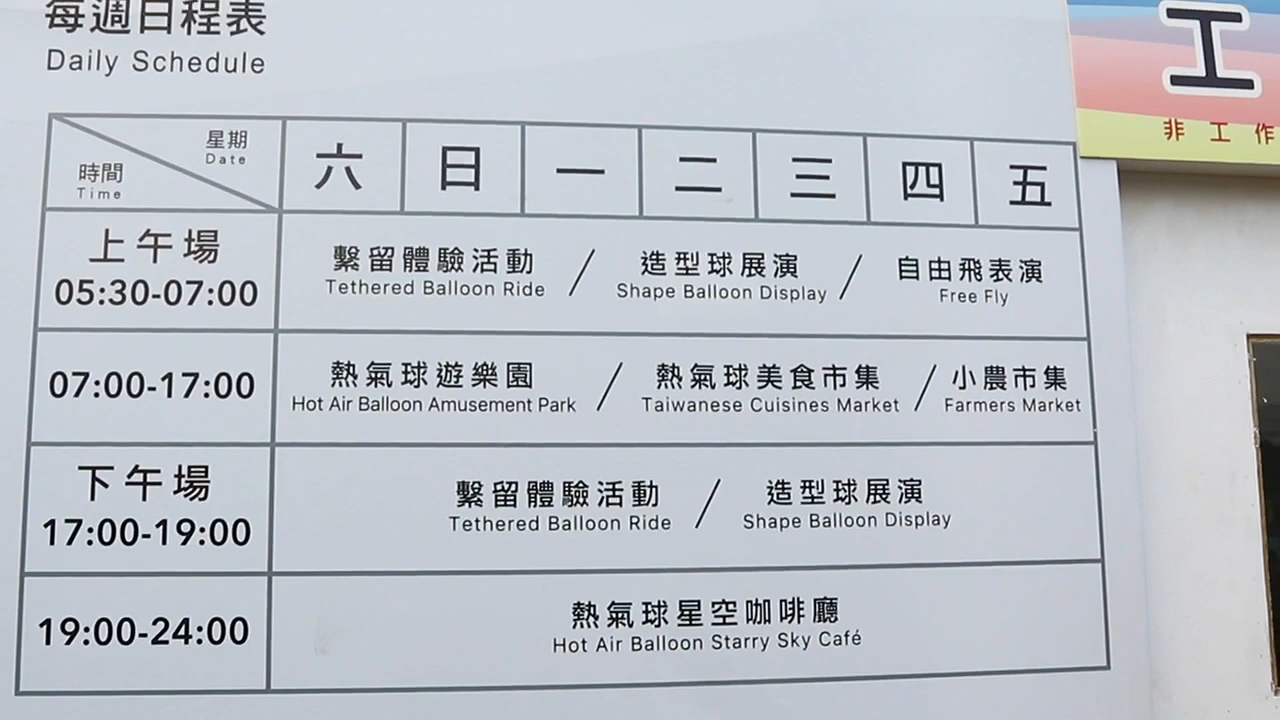 每週日程表
Daily Schedule
星期
Date
時間
Time
六 日 一 二 三 四 五
上午場
05:30-07:00
繫留體驗活動 / 造型球展演 / 自由飛表演
Tethered Balloon Ride Shape Balloon Display Free Fly
07:00-17:00
熱氣球遊樂園 / 熱氣球美食市集 / 小農市集
Hot Air Balloon Amusement Park Taiwanese Cuisines Market Farmers Market
下午場
17:00-19:00
繫留體驗活動 / 造型球展演
Tethered Balloon Ride Shape Balloon Display
19:00-24:00
熱氣球星空咖啡廳
Hot Air Balloon Starry Sky Café
工
非工作